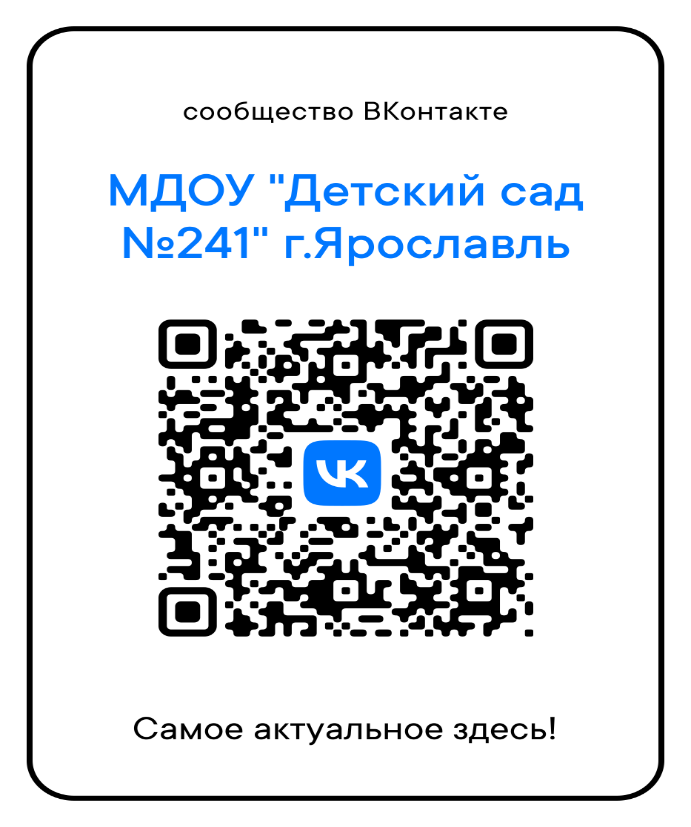 сообщество ВКонтакте
МДОУ "Детский сад
№241" г.Ярославль
Самое актуальное здесь!